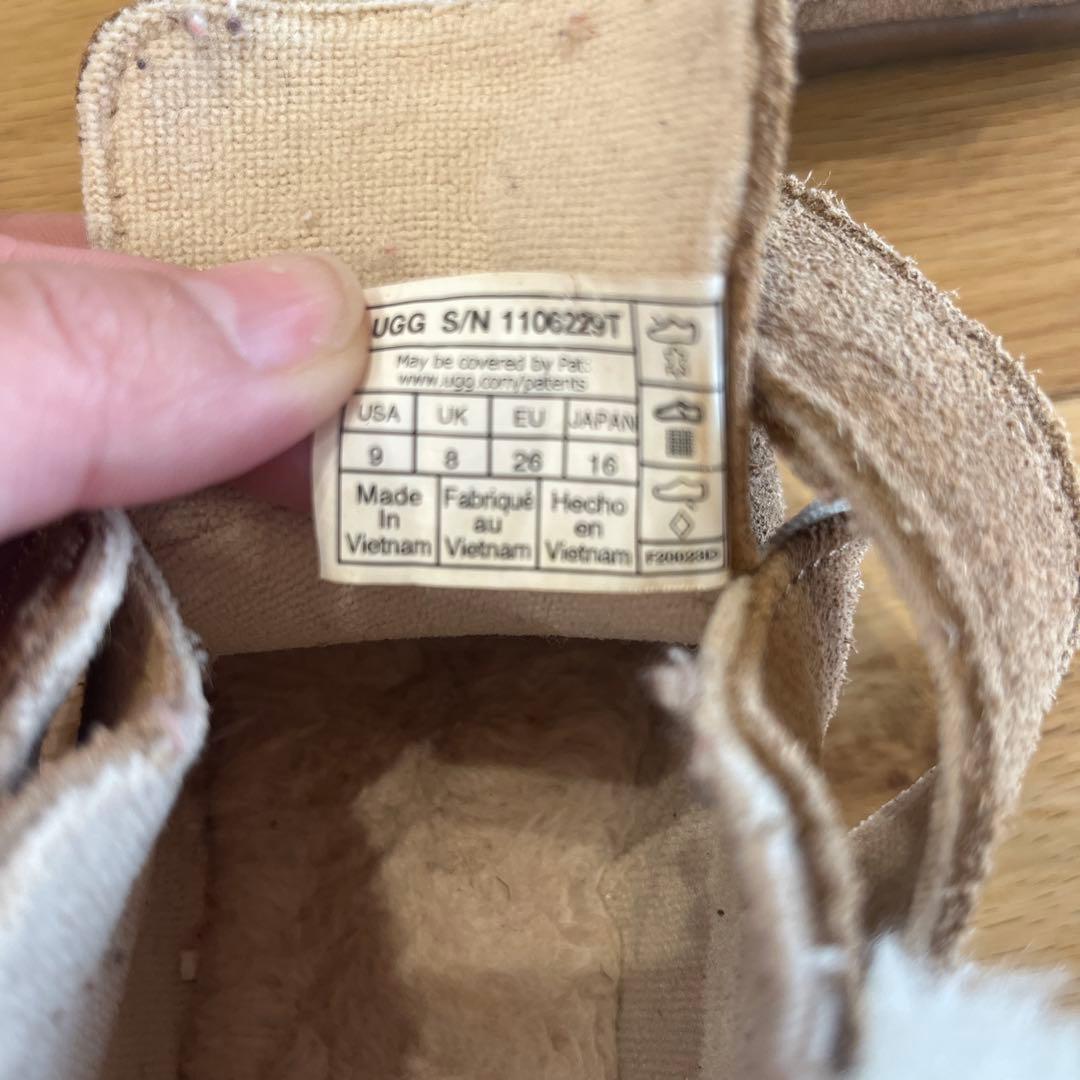 UGG S/N 1106229T
May be covered by Pat:
www.ugg.com/patents
USA UK EU JAPAN
9 8 26 16
Made In Vietnam
Fabriqué au Vietnam
Hecho en Vietnam